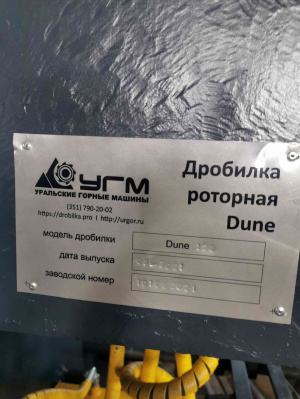 УГМ
УРАЛЬСКИЕ ГОРНЫЕ МАШИНЫ
(351) 790-20-02
https://drobilka.pro I http://urgor.ru
Дробилка
роторная
Dune
модель дробилки Dune
дата выпуска
заводской номер